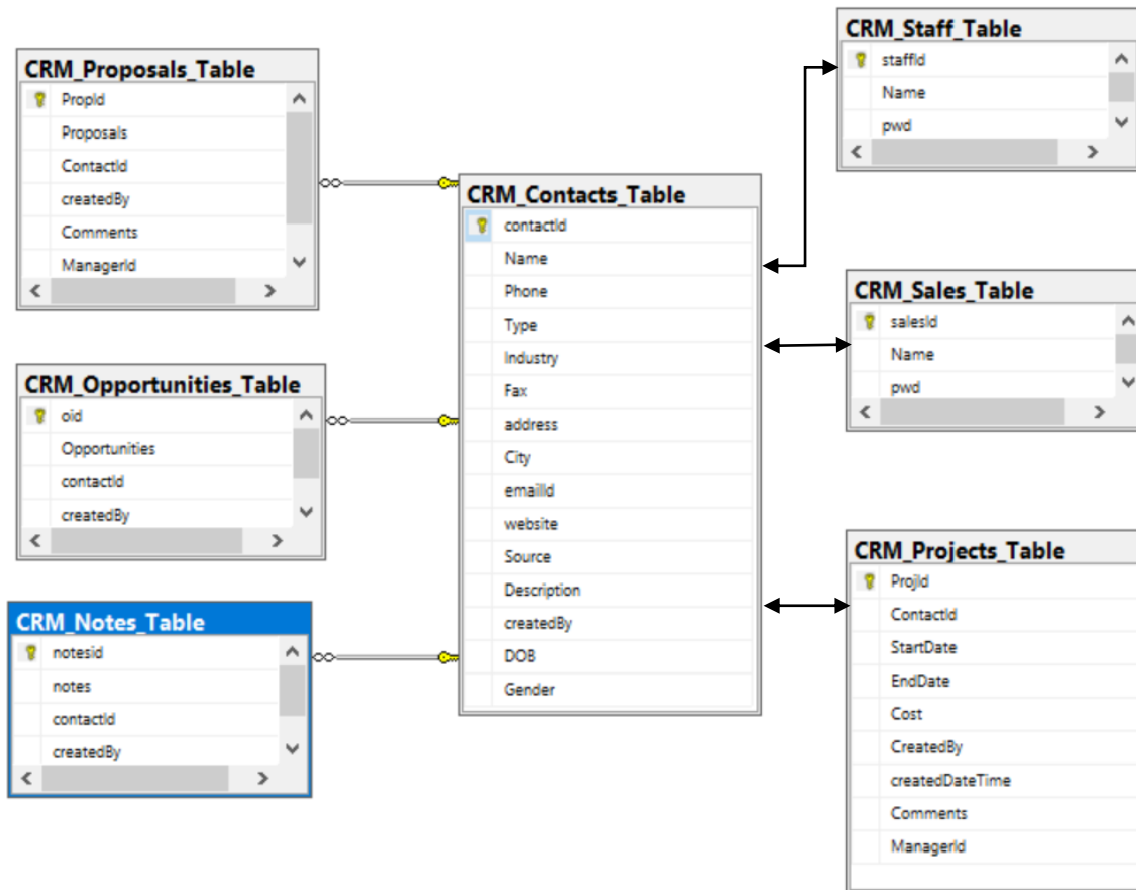 CRM_Proposals_Table
PropId
Proposals
ContactId
createdBy
Comments
ManagerId
CRM_Opportunities_Table
oid
Opportunities
contactId
createdBy
CRM_Notes_Table
notesid
notes
contactId
createdBy
CRM_Contacts_Table
contactId
Name
Phone
Type
Industry
Fax
address
City
emailId
website
Source
Description
createdBy
DOB
Gender
CRM_Staff_Table
staffId
Name
pwd
CRM_Sales_Table
salesId
Name
pwd
CRM_Projects_Table
ProjId
ContactId
StartDate
EndDate
Cost
CreatedBy
createdDateTime
Comments
ManagerId